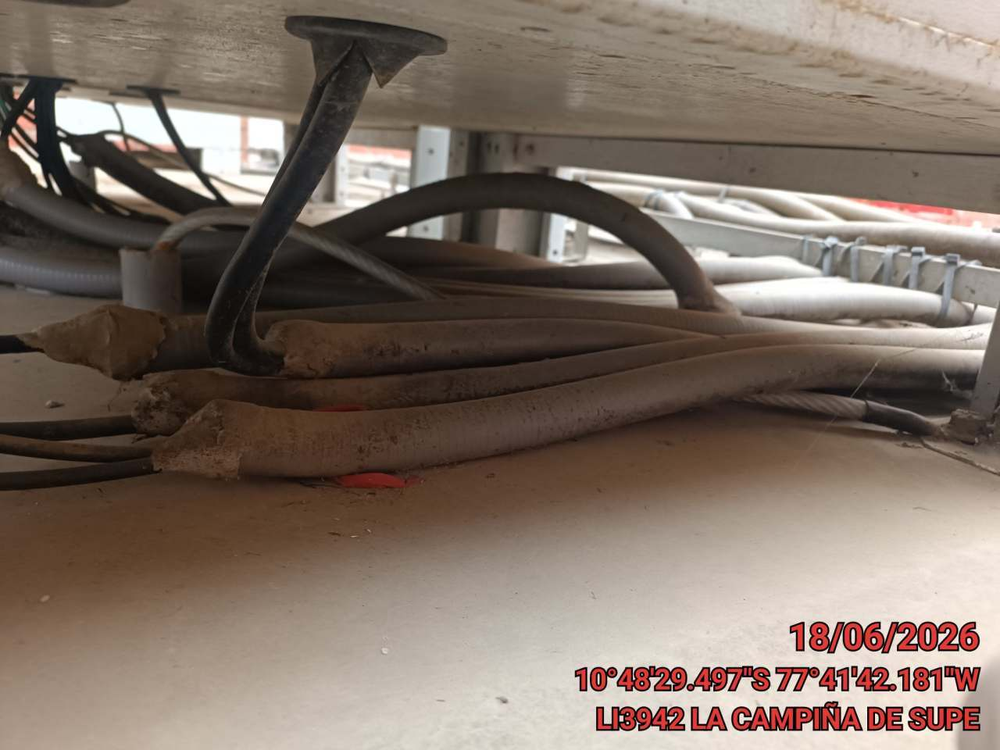 18/06/2026
10°48'29.497"S 77°41'42.181"W
LI3942 LA CAMPIÑA DE SUPE